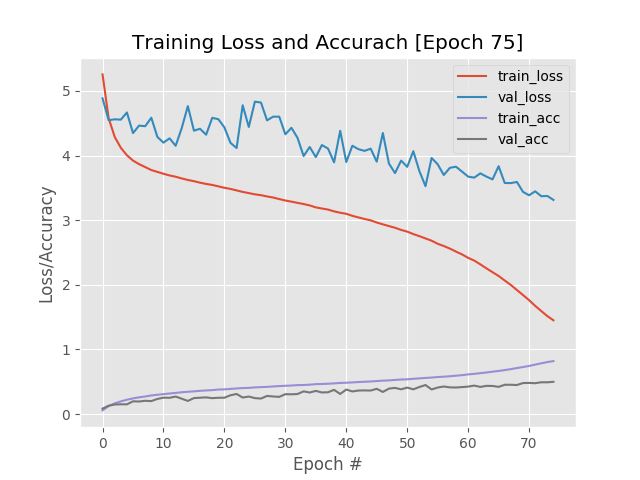 Training Loss and Accurach [Epoch 75]
train_loss
val_loss
train_acc
val_acc
Loss/Accuracy
5
4
3
2
1
0
0 10 20 30 40 50 60 70
Epoch #